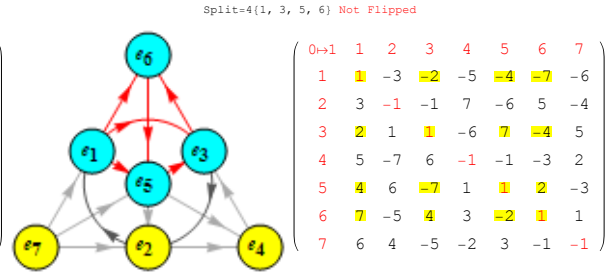 Split=4{1, 3, 5, 6} Not Flipped
e6
e1
e3
e5
e7
e2
e4
0↦1 1 2 3 4 5 6 7
1 1 −3 −2 −5 −4 −7 −6
2 3 −1 −1 7 −6 5 −4
3 2 1 1 −6 7 −4 5
4 5 −7 6 −1 −1 −3 2
5 4 6 −7 1 1 2 −3
6 7 −5 4 3 −2 1 1
7 6 4 −5 −2 3 −1 −1